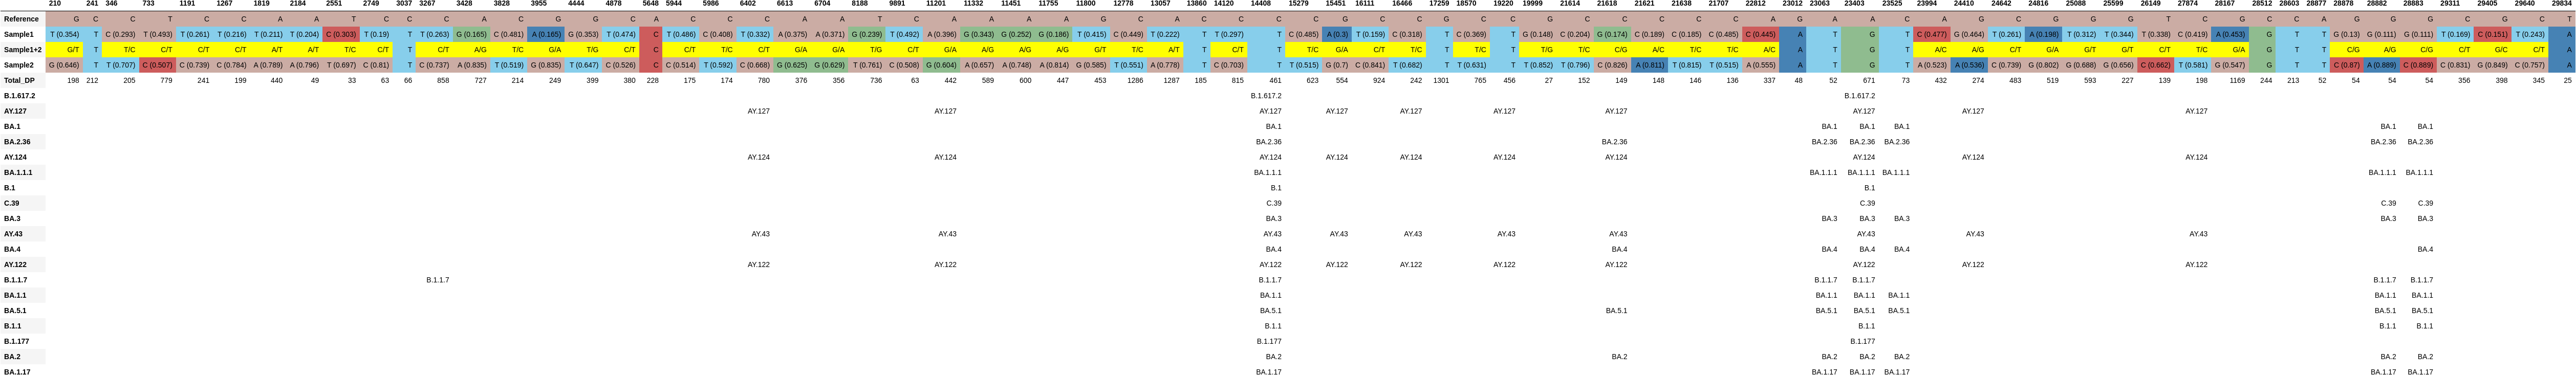 210 241 346 733 1191 1267 1819 2184 2551 2749 3037 3267 3428 3828 3955 4444 4878 5648 5944 5986 6402 6613 6704 8188 9891 11201 11332 11451 11755 11800 12778 13057 13860 14120 14408 15279 15451 16111 16466 17259 18570 19220 19999 21614 21618 21621 21638 21707 22812 23012 23063 23403 23525 23994 24410 24642 24816 25088 25599 26149 27874 28167 28512 28603 28877 28878 28882 28883 29311 29405 29640 29834
Reference G C C T C C A A T C C C A C G G C A C C C A A T C A A A A G C A C C C C G C C G C C G C C C C C A G A A C A G C G G G T C G C C A G G G C G C T
Sample1 T (0.354) T C (0.293) T (0.493) T (0.261) T (0.216) T (0.211) T (0.204) C (0.303) T (0.19) T T (0.263) G (0.165) C (0.481) A (0.165) G (0.353) T (0.474) C T (0.486) C (0.408) T (0.332) A (0.375) A (0.371) G (0.239) T (0.492) A (0.396) G (0.343) G (0.252) G (0.186) T (0.415) C (0.449) T (0.222) T T (0.297) T C (0.485) A (0.3) T (0.159) C (0.318) T C (0.369) T G (0.148) C (0.204) G (0.174) C (0.189) C (0.185) C (0.485) C (0.445) A T G T C (0.477) G (0.464) T (0.261) A (0.198) T (0.312) T (0.344) T (0.338) C (0.419) A (0.453) G T T G (0.13) G (0.111) G (0.111) T (0.169) C (0.151) T (0.243) A
Sample1+2 G/T T T/C C/T C/T C/T A/T A/T T/C C/T T C/T A/G T/C G/A T/G C/T C C/T T/C C/T G/A G/A T/G C/T G/A A/G A/G A/G G/T T/C A/T T C/T T T/C G/A C/T T/C T T/C T T/G T/C C/G A/C T/C T/C A/C A T G T A/C A/G C/T G/A G/T G/T C/T T/C G/A G T T C/G A/G C/G C/T G/C C/T A
Sample2 G (0.646) T T (0.707) C (0.507) C (0.739) C (0.784) A (0.789) A (0.796) T (0.697) C (0.81) T C (0.737) A (0.835) T (0.519) G (0.835) T (0.647) C (0.526) C C (0.514) T (0.592) C (0.668) G (0.625) G (0.629) T (0.761) C (0.508) G (0.604) A (0.657) A (0.748) A (0.814) G (0.585) T (0.551) A (0.778) T C (0.703) T T (0.515) G (0.7) C (0.841) T (0.682) T T (0.631) T T (0.852) T (0.796) C (0.826) A (0.811) T (0.815) T (0.515) A (0.555) A T G T A (0.523) A (0.536) C (0.739) G (0.802) G (0.688) G (0.656) C (0.662) T (0.581) G (0.547) G T T C (0.87) A (0.889) C (0.889) C (0.831) G (0.849) C (0.757) A
Total_DP 198 212 205 779 241 199 440 49 33 63 66 858 727 214 249 399 380 228 175 174 780 376 356 736 63 442 589 600 447 453 1286 1287 185 815 461 623 554 924 242 1301 765 456 27 152 149 148 146 136 337 48 52 671 73 432 274 483 519 593 227 139 198 1169 244 213 52 54 54 54 356 398 345 25
B.1.617.2 B.1.617.2 B.1.617.2
AY.127 AY.127 AY.127 AY.127 AY.127 AY.127 AY.127 AY.127 AY.127 AY.127 AY.127
BA.1 BA.1 BA.1 BA.1 BA.1 BA.1 BA.1
BA.2.36 BA.2.36 BA.2.36 BA.2.36 BA.2.36 BA.2.36 BA.2.36 BA.2.36
AY.124 AY.124 AY.124 AY.124 AY.124 AY.124 AY.124 AY.124 AY.124 AY.124 AY.124
BA.1.1.1 BA.1.1.1 BA.1.1.1 BA.1.1.1 BA.1.1.1 BA.1.1.1 BA.1.1.1
B.1 B.1 B.1
C.39 C.39 C.39 C.39 C.39
BA.3 BA.3 BA.3 BA.3 BA.3 BA.3 BA.3
AY.43 AY.43 AY.43 AY.43 AY.43 AY.43 AY.43 AY.43 AY.43 AY.43 AY.43
BA.4 BA.4 BA.4 BA.4 BA.4 BA.4 BA.4
AY.122 AY.122 AY.122 AY.122 AY.122 AY.122 AY.122 AY.122 AY.122 AY.122 AY.122
B.1.1.7 B.1.1.7 B.1.1.7 B.1.1.7 B.1.1.7 B.1.1.7 B.1.1.7
BA.1.1 BA.1.1 BA.1.1 BA.1.1 BA.1.1 BA.1.1 BA.1.1
BA.5.1 BA.5.1 BA.5.1 BA.5.1 BA.5.1 BA.5.1 BA.5.1 BA.5.1
B.1.1 B.1.1 B.1.1 B.1.1 B.1.1
B.1.177 B.1.177 B.1.177
BA.2 BA.2 BA.2 BA.2 BA.2 BA.2 BA.2 BA.2
BA.1.17 BA.1.17 BA.1.17 BA.1.17 BA.1.17 BA.1.17 BA.1.17